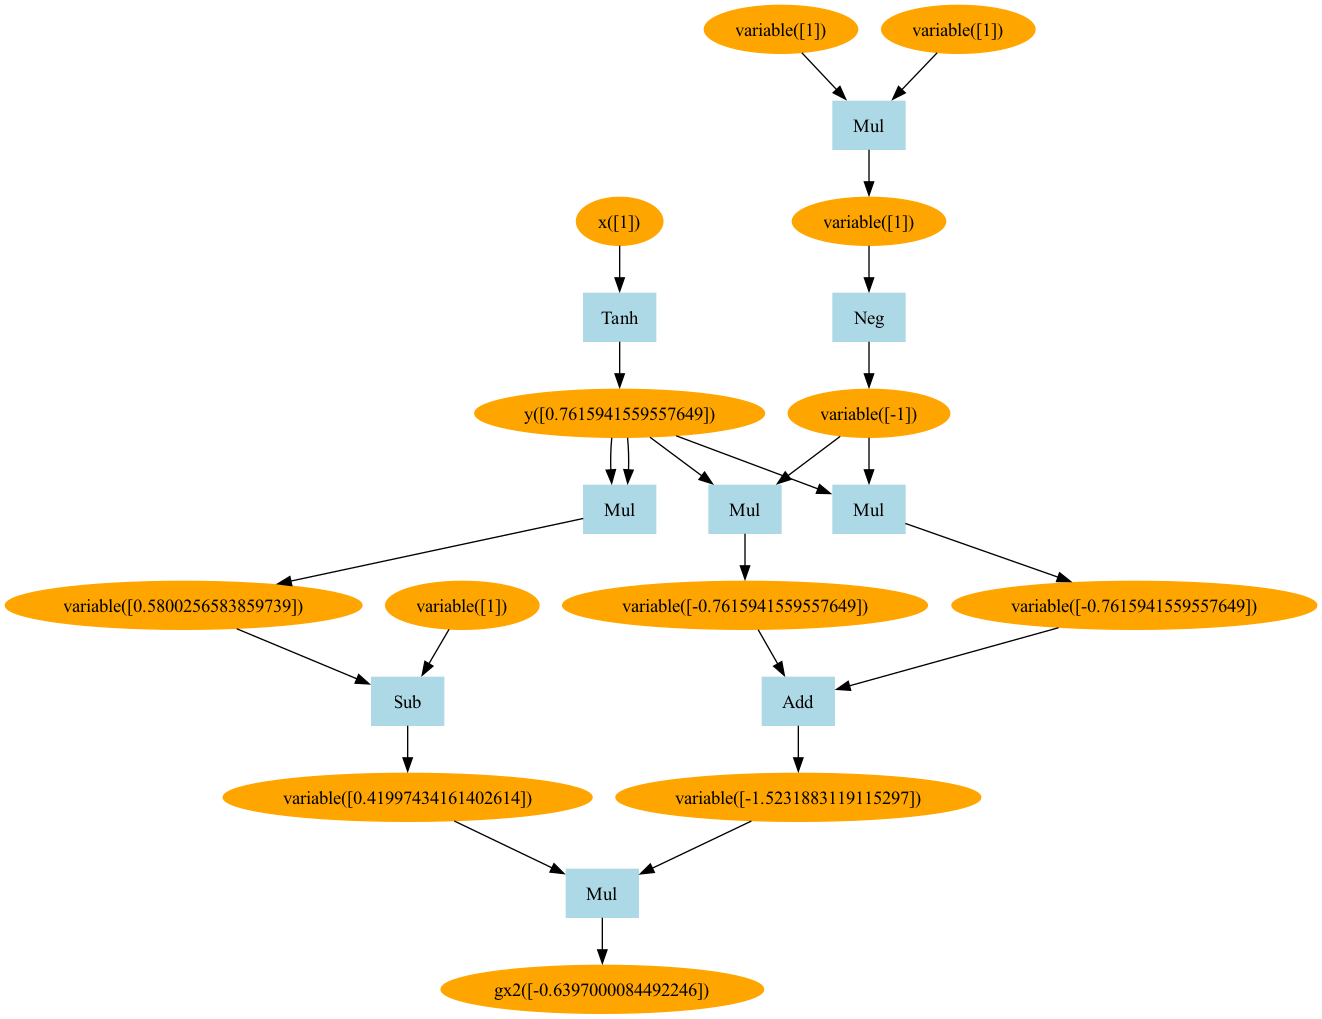 variable([1])
variable([1])
Mul
x([1])
variable([1])
Tanh
Neg
y([0.7615941559557649])
variable([-1])
Mul
Mul
Mul
variable([0.5800256583859739])
variable([1])
variable([-0.7615941559557649])
variable([-0.7615941559557649])
Sub
Add
variable([0.41997434161402614])
variable([-1.5231883119115297])
Mul
gx2([-0.6397000084492246])